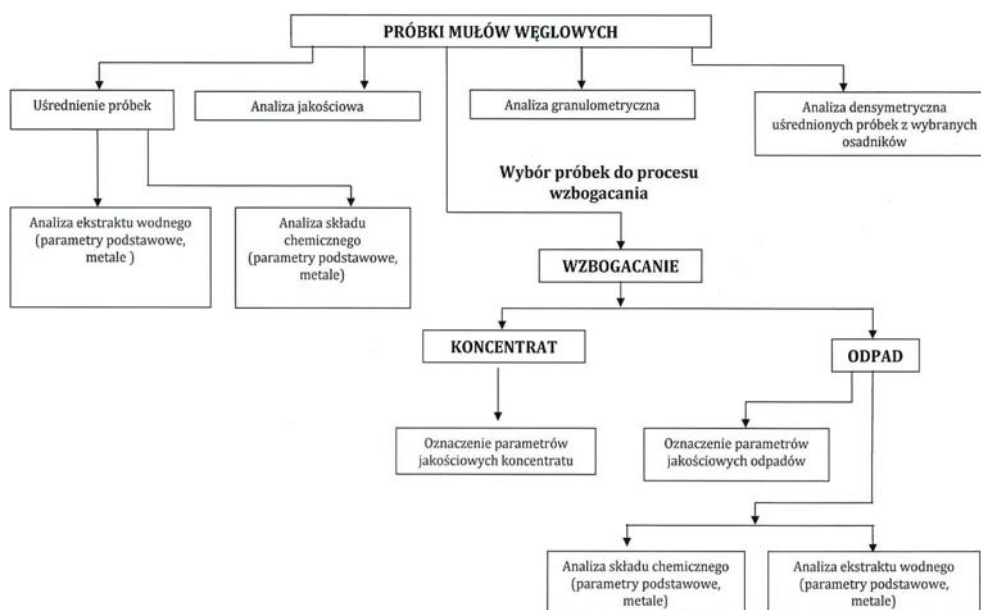 PRÓBKI MUŁÓW WĘGLOWYCH
Uśrednienie próbek
Analiza jakościowa
Analiza granulometryczna
Analiza densymetryczna
uśrednionych próbek z wybranych
osadników
Wybór próbek do procesu
wzbogacania
Analiza ekstraktu wodnego
(parametry podstawowe,
metale )
Analiza składu
chemicznego
(parametry podstawowe,
metale)
WZBOGACANIE
KONCENTRAT
ODPAD
Oznaczenie parametrów
jakościowych koncentratu
Oznaczenie parametrów
jakościowych odpadów
Analiza składu chemicznego
(parametry podstawowe,
metale)
Analiza ekstraktu wodnego
(parametry podstawowe,
metale)